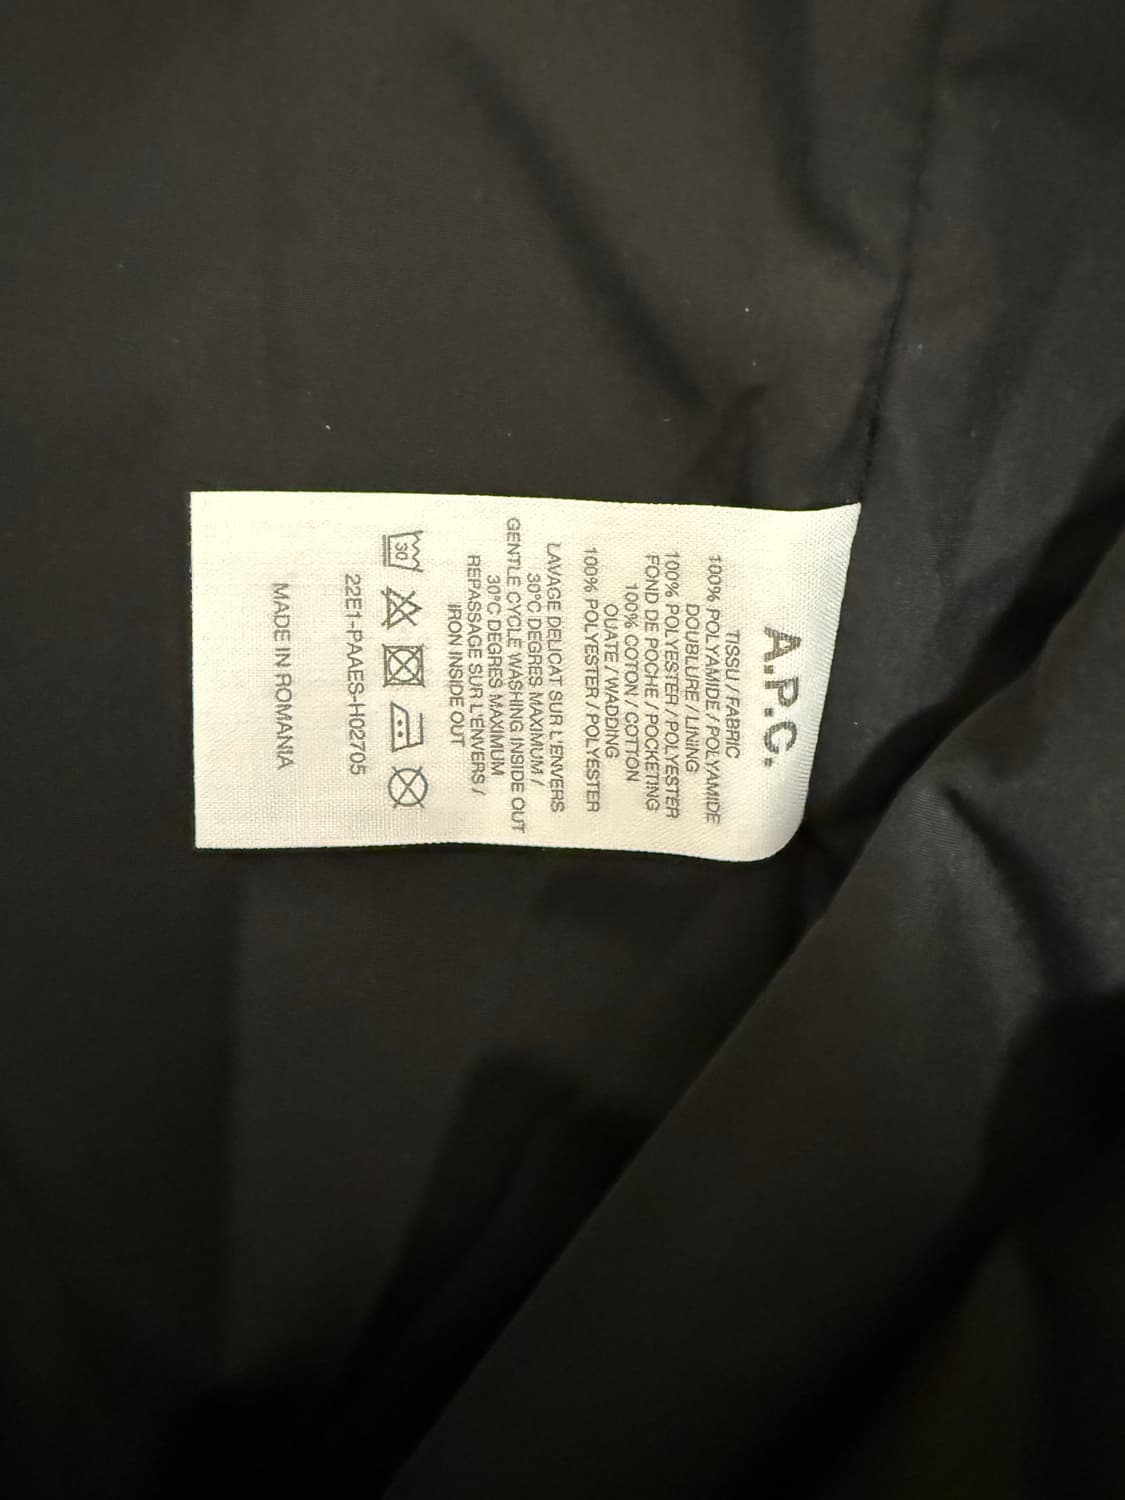 A.P.C.
TISSU / FABRIC
100% POLYAMIDE / POLYAMIDE
DOUBLURE / LINING
100% POLYESTER / POLYESTER
FOND DE POCHE / POCKETING
100% COTON / COTTON
OUATE / WADDING
100% POLYESTER / POLYESTER
LAVAGE DELICAT SUR L'ENVERS
30°C DEGRES MAXIMUM /
GENTLE CYCLE WASHING INSIDE OUT
30°C DEGRES MAXIMUM
REPASSAGE SUR L'ENVERS /
IRON INSIDE OUT
30
22E1-PAAES-H02705
MADE IN ROMANIA